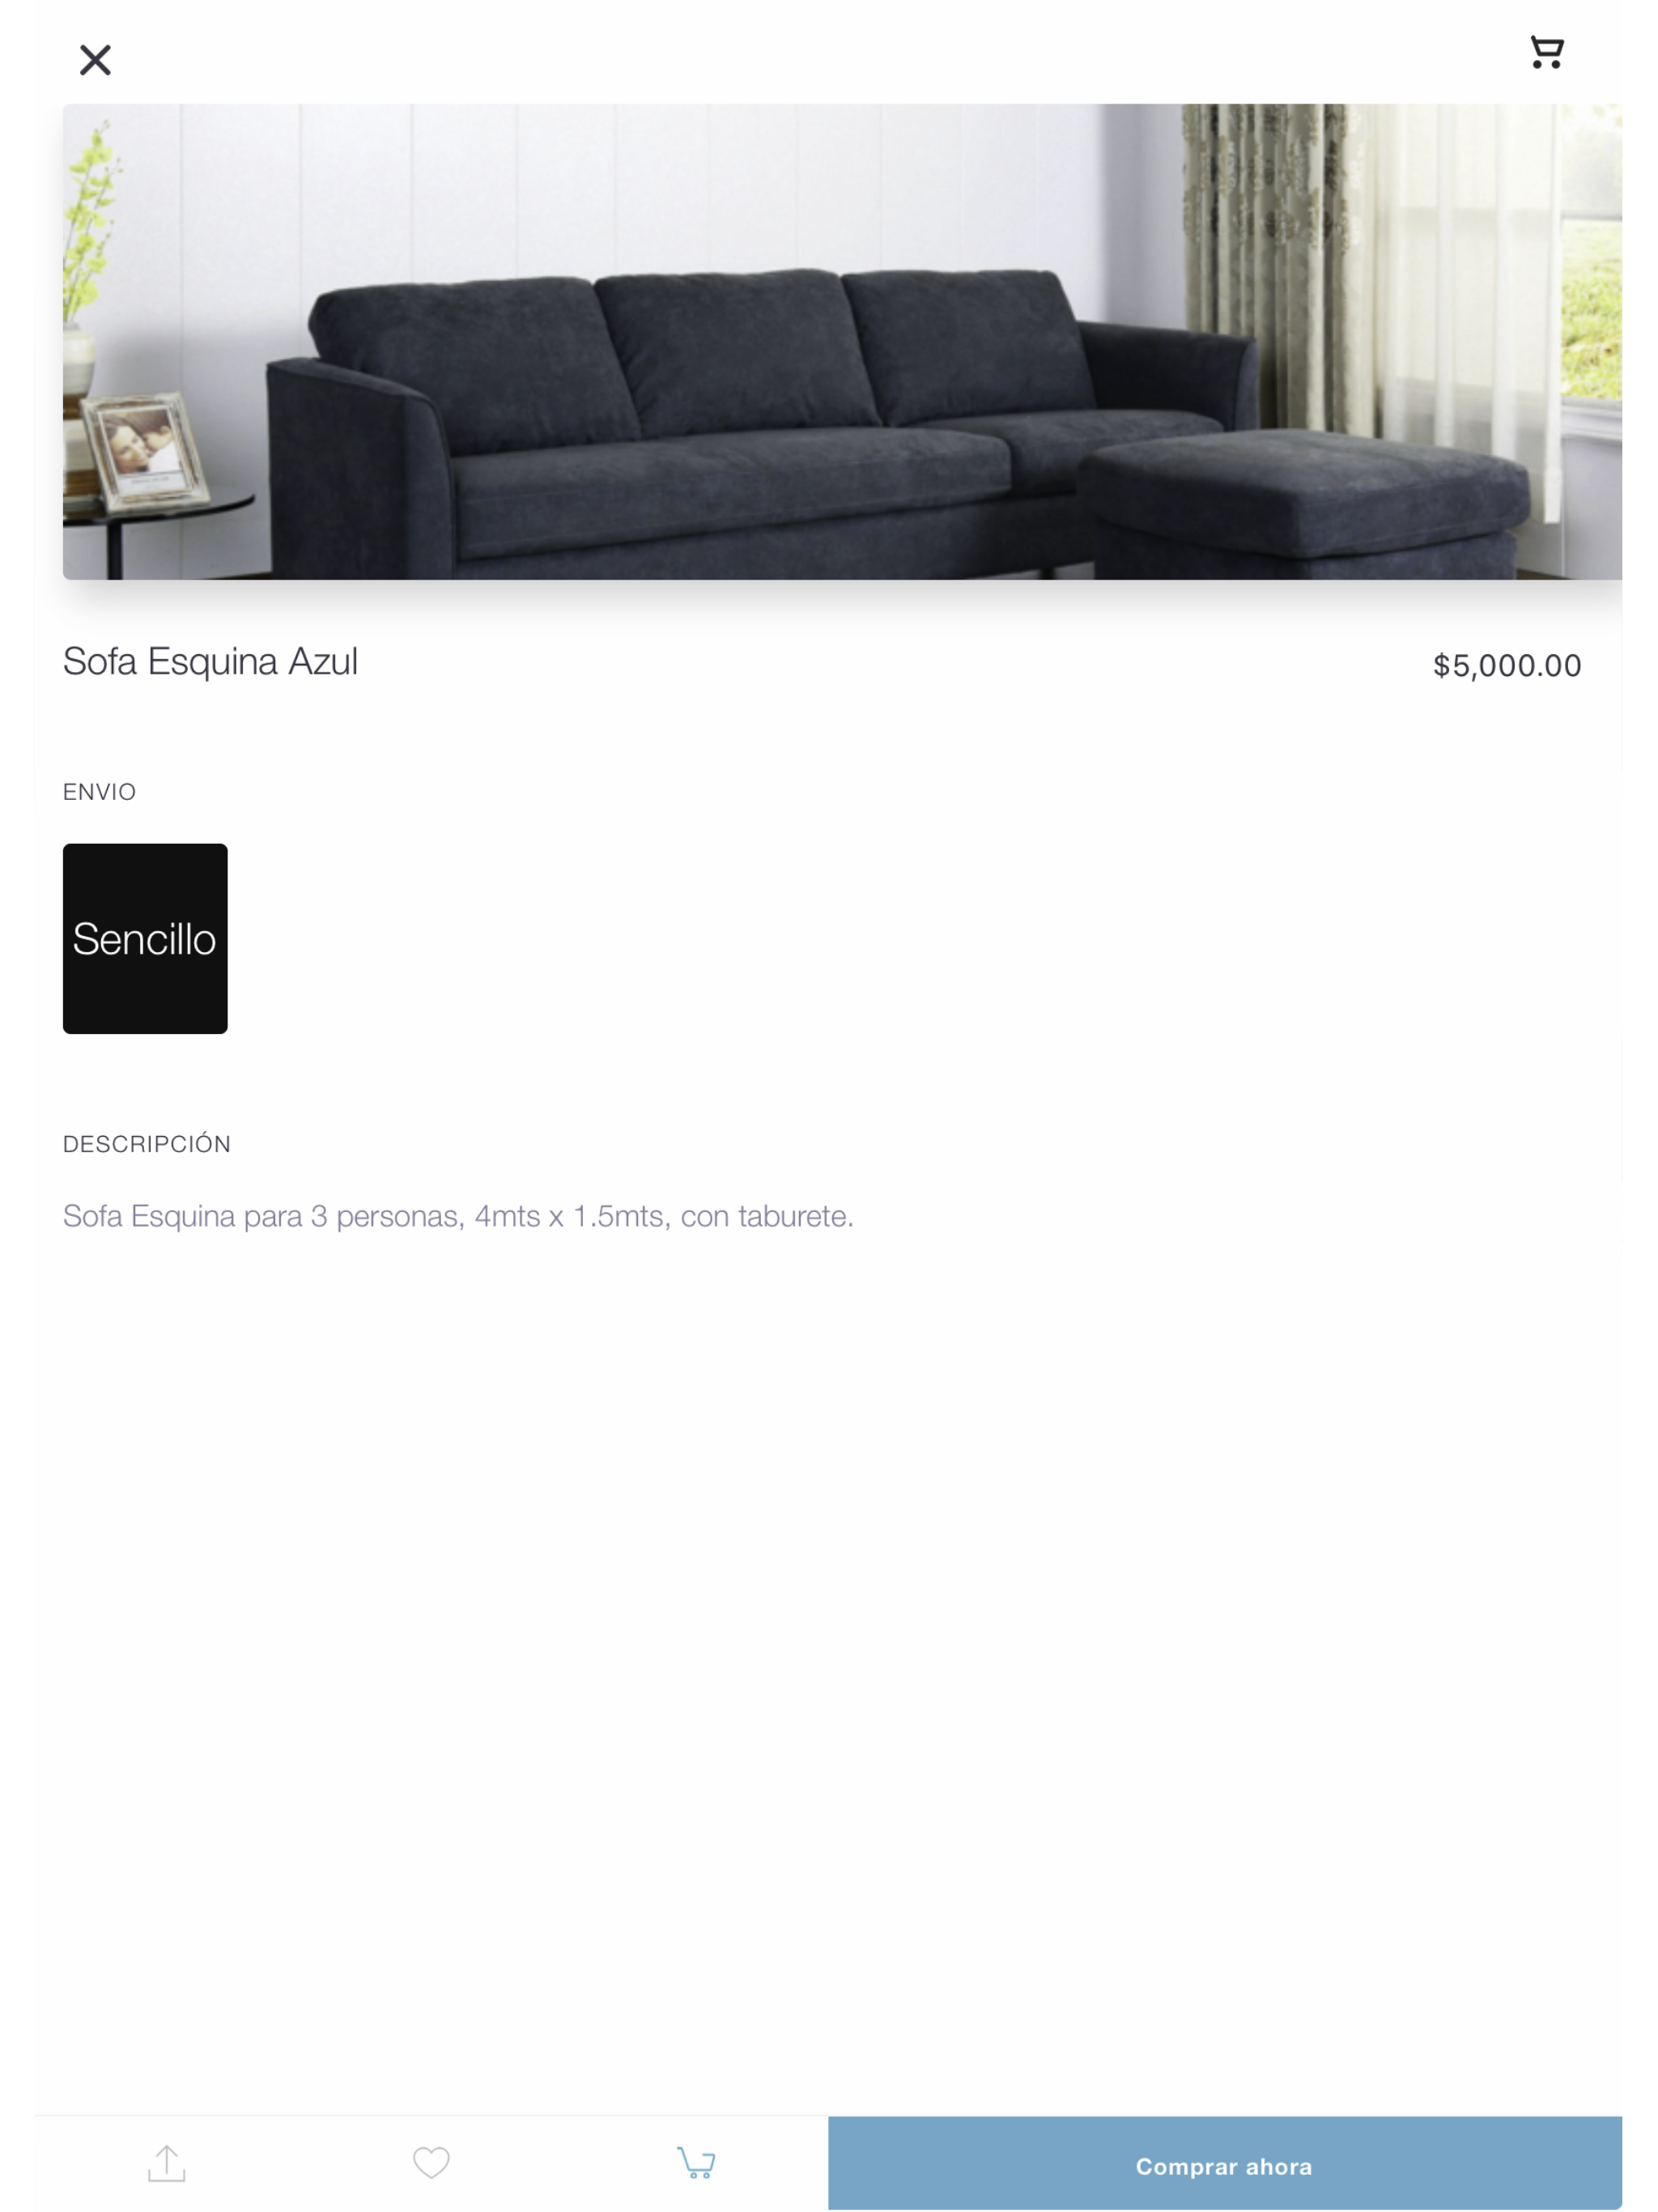 Sofa Esquina Azul
$5,000.00
ENVIO
Sencillo
DESCRIPCIÓN
Sofa Esquina para 3 personas, 4mts x 1.5mts, con taburete.
Comprar ahora